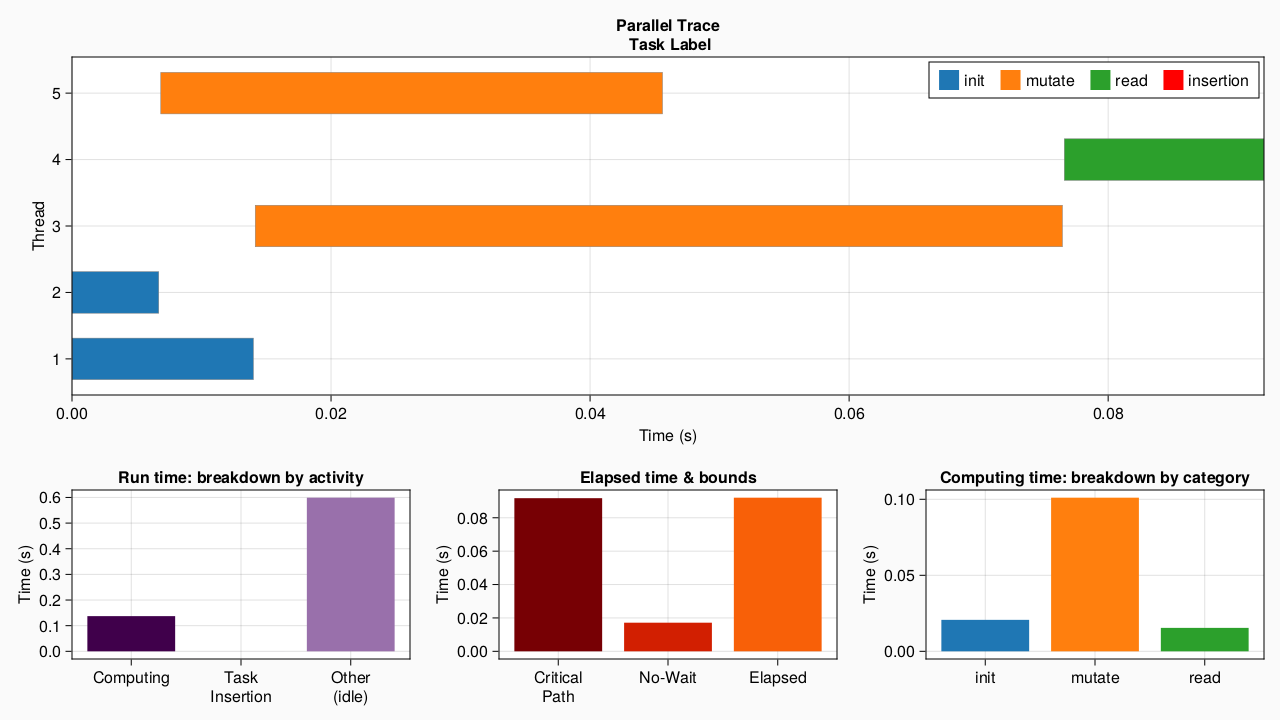 Parallel Trace
Task Label
init mutate read insertion
5
4
3
2
1
Thread
0.00 0.02 0.04 0.06 0.08
Time (s)
Run time: breakdown by activity
0.6
0.5
0.4
0.3
0.2
0.1
0.0
Time (s)
Computing
Task
Insertion
Other
(idle)
Elapsed time & bounds
0.08
0.06
0.04
0.02
0.00
Time (s)
Critical
Path
No-Wait
Elapsed
Computing time: breakdown by category
0.10
0.05
0.00
Time (s)
init mutate read